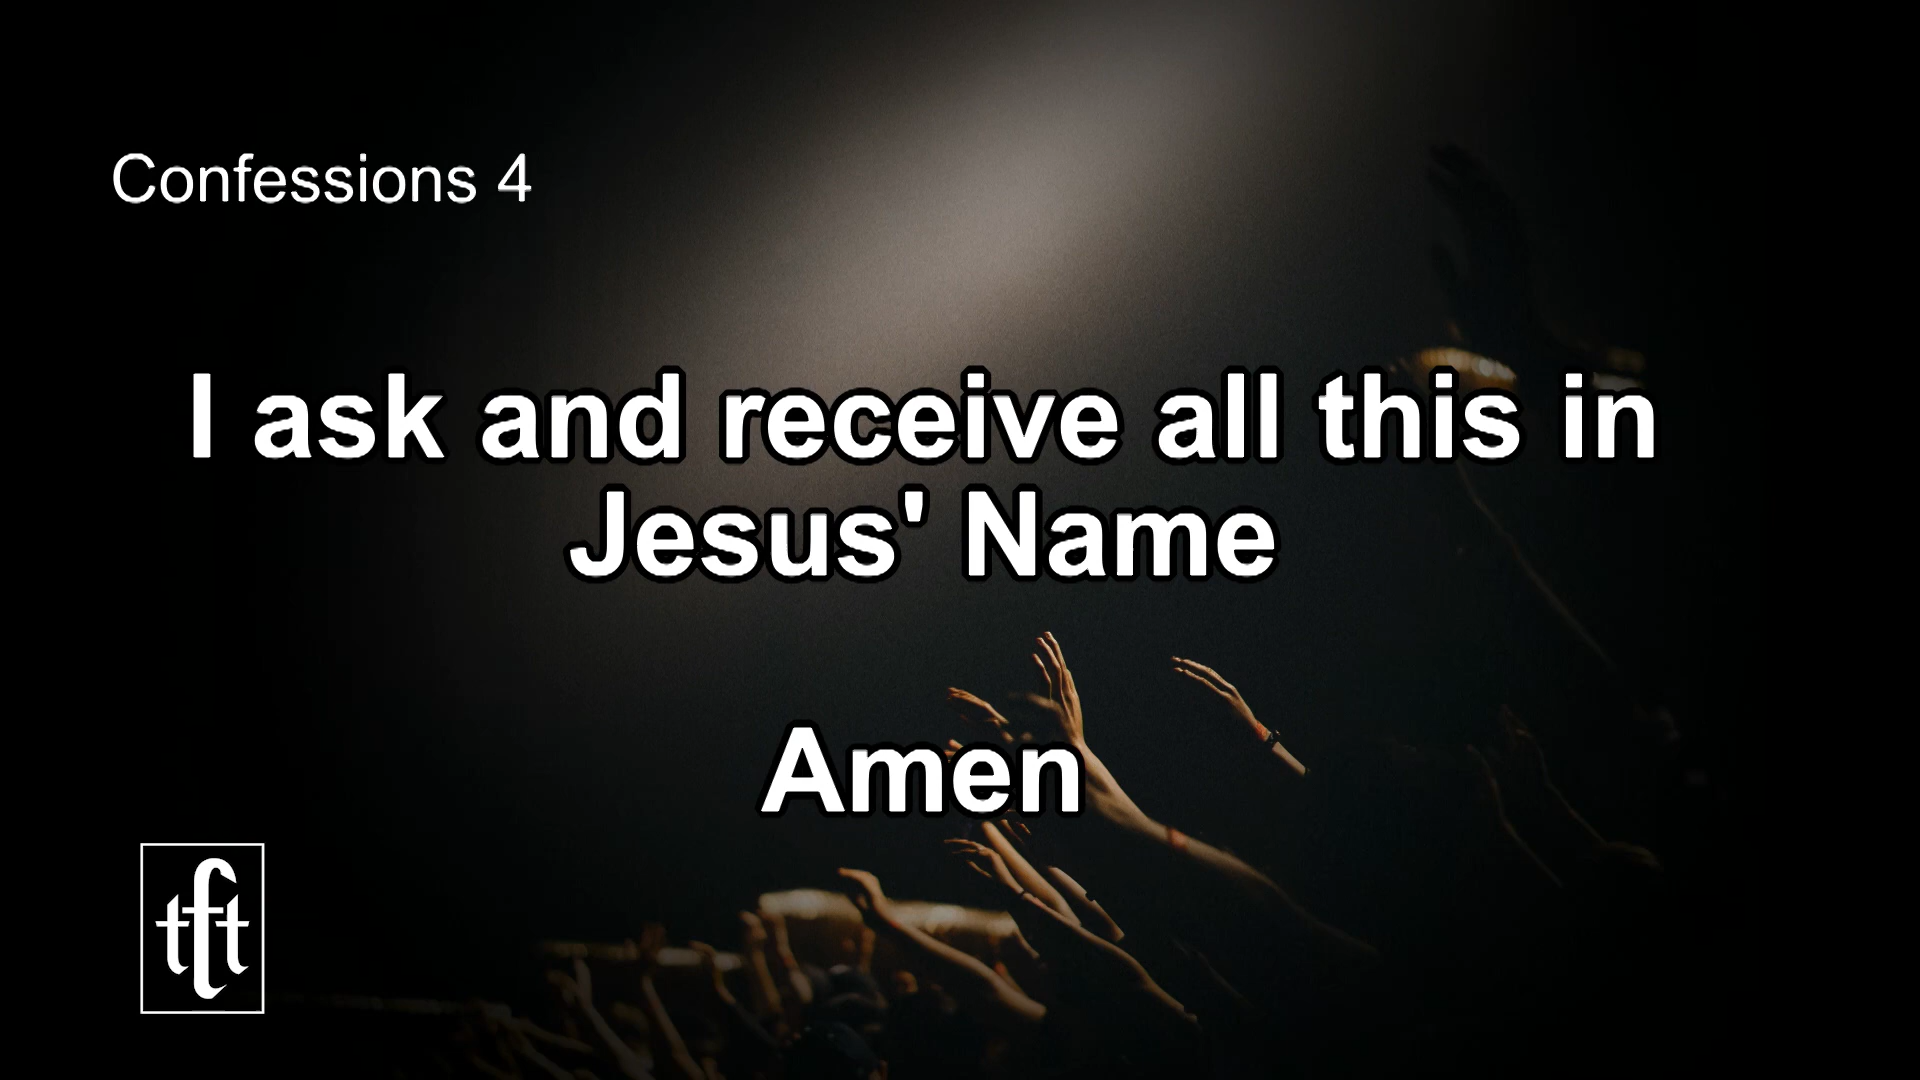 Confessions 4
I ask and receive all this in
Jesus' Name
Amen
tft